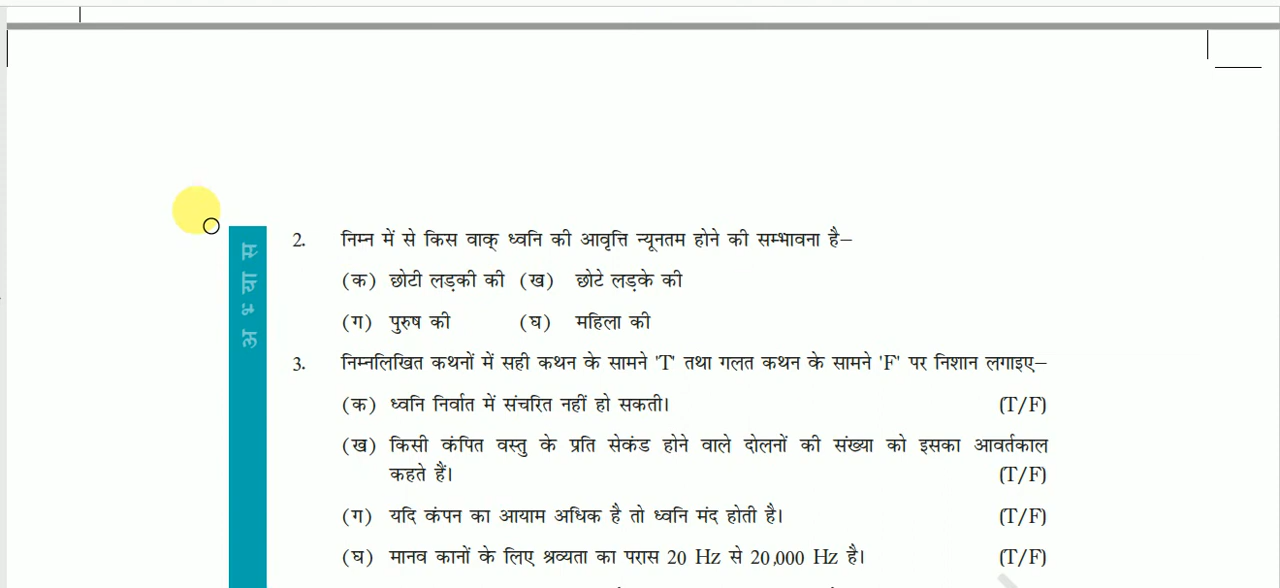 अभ्यास
2. निम्न में से किस वाक् ध्वनि की आवृत्ति न्यूनतम होने की सम्भावना है–
(क) छोटी लड़की की (ख) छोटे लड़के की
(ग) पुरुष की (घ) महिला की
3. निम्नलिखित कथनों में सही कथन के सामने 'T' तथा गलत कथन के सामने 'F' पर निशान लगाइए–
(क) ध्वनि निर्वात में संचरित नहीं हो सकती। (T/F)
(ख) किसी कंपित वस्तु के प्रति सेकंड होने वाले दोलनों की संख्या को इसका आवर्तकाल
कहते हैं। (T/F)
(ग) यदि कंपन का आयाम अधिक है तो ध्वनि मंद होती है। (T/F)
(घ) मानव कानों के लिए श्रव्यता का परास 20 Hz से 20,000 Hz है। (T/F)